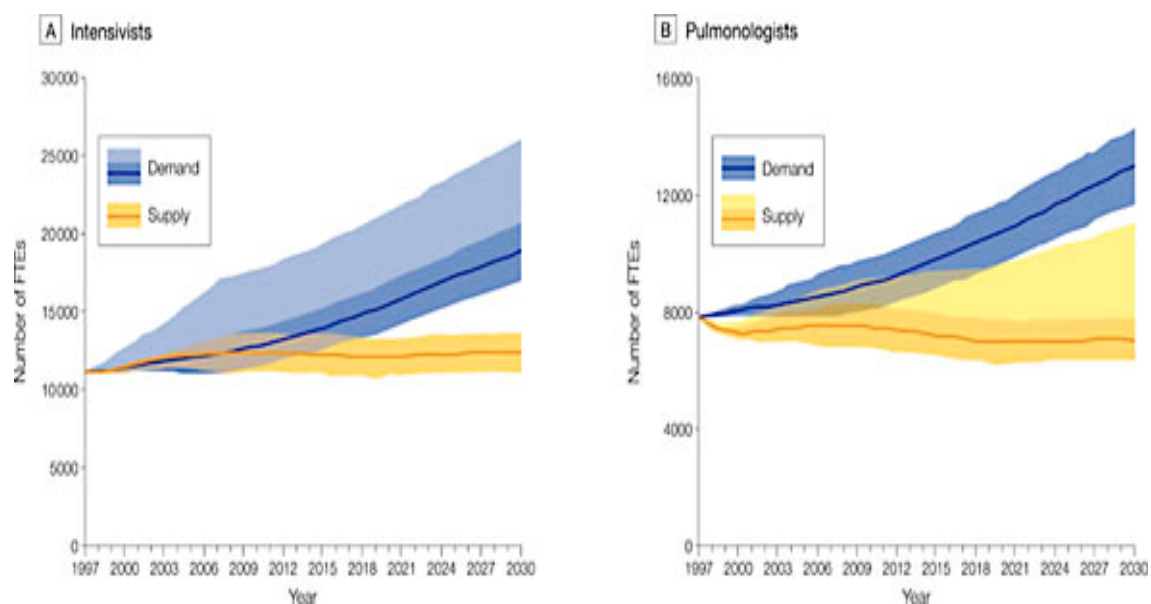 A Intensivists
30000
25000
20000
15000
10000
5000
0
Number of FTEs
Demand
Supply
1997 2000 2003 2006 2009 2012 2015 2018 2021 2024 2027 2030
Year
B Pulmonologists
16000
12000
8000
4000
0
Number of FTEs
Demand
Supply
1997 2000 2003 2006 2009 2012 2015 2018 2021 2024 2027 2030
Year